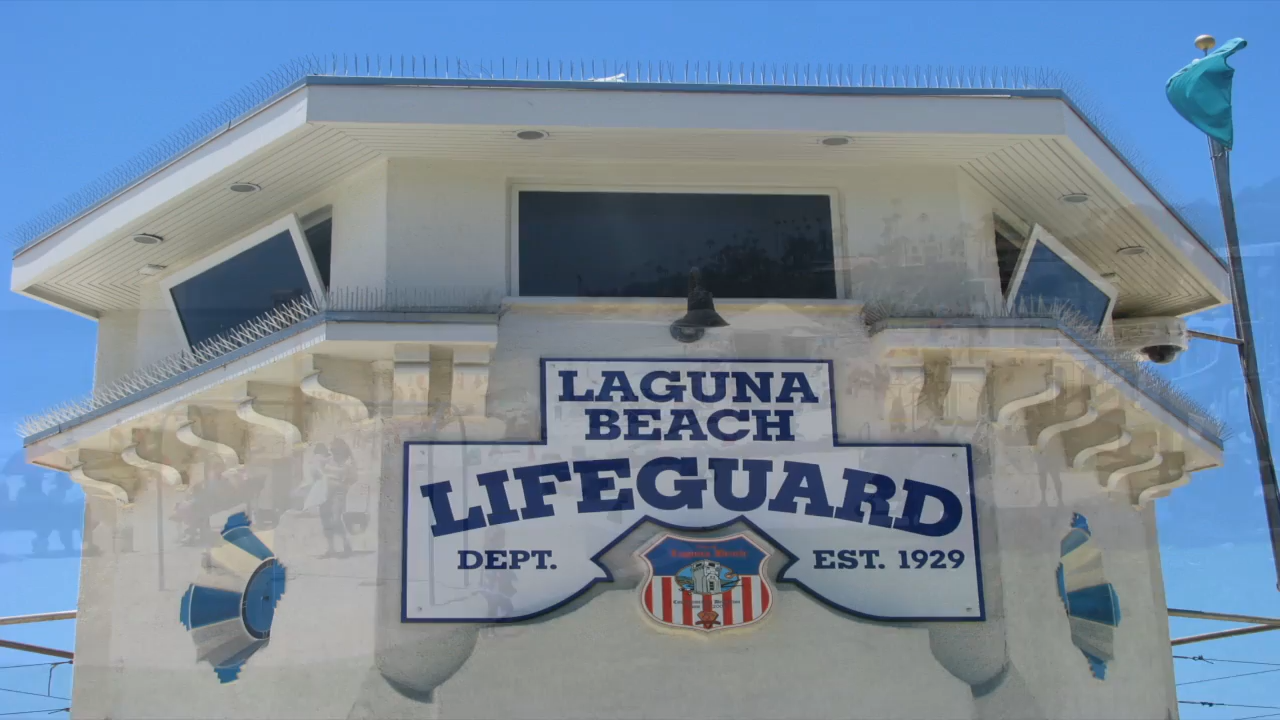 LAGUNA
BEACH
LIFEGUARD
DEPT.
EST. 1929
Laguna Beach